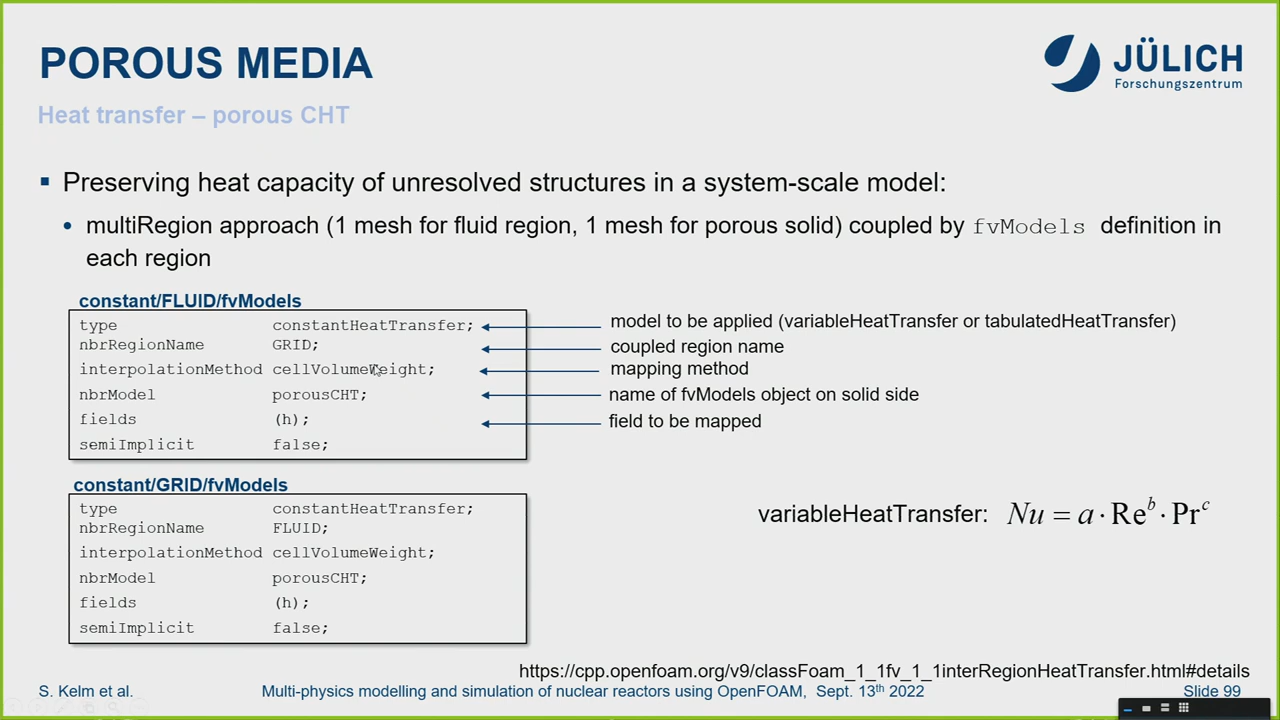 POROUS MEDIA
JÜLICH
Forschungszentrum
Heat transfer – porous CHT
▪ Preserving heat capacity of unresolved structures in a system-scale model:
• multiRegion approach (1 mesh for fluid region, 1 mesh for porous solid) coupled by fvModels definition in
each region
constant/FLUID/fvModels
type constantHeatTransfer; model to be applied (variableHeatTransfer or tabulatedHeatTransfer)
nbrRegionName GRID; coupled region name
interpolationMethod cellVolumeWeight; mapping method
nbrModel porousCHT; name of fvModels object on solid side
fields (h); field to be mapped
semiImplicit false;
constant/GRID/fvModels
type constantHeatTransfer;
nbrRegionName FLUID;
interpolationMethod cellVolumeWeight;
nbrModel porousCHT;
fields (h);
semiImplicit false;
variableHeatTransfer: Nu = a · Re^b · Pr^c
https://cpp.openfoam.org/v9/classFoam_1_1fv_1_1interRegionHeatTransfer.html#details
S. Kelm et al. Multi-physics modelling and simulation of nuclear reactors using OpenFOAM, Sept. 13th 2022 Slide 99